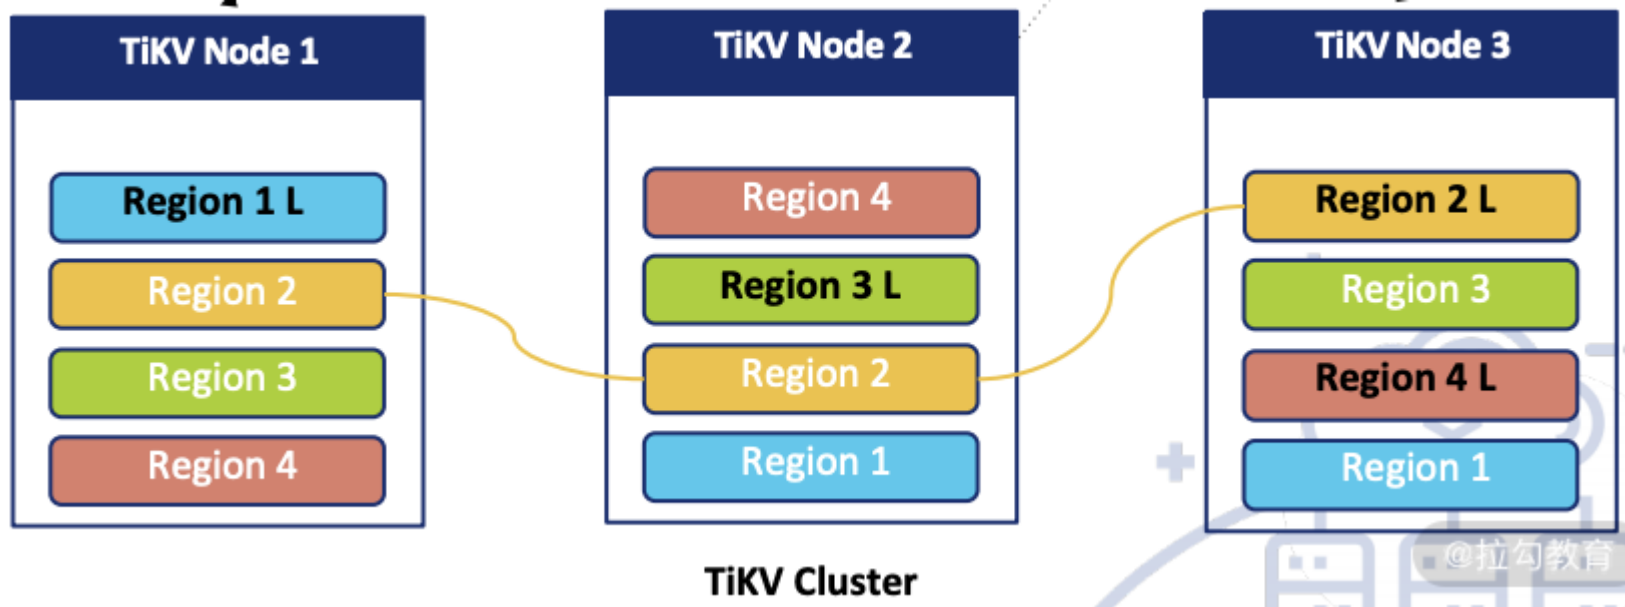 TiKV Node 1
Region 1 L
Region 2
Region 3
Region 4
TiKV Node 2
Region 4
Region 3 L
Region 2
Region 1
TiKV Node 3
Region 2 L
Region 3
Region 4 L
Region 1
TiKV Cluster
@拉勾教育